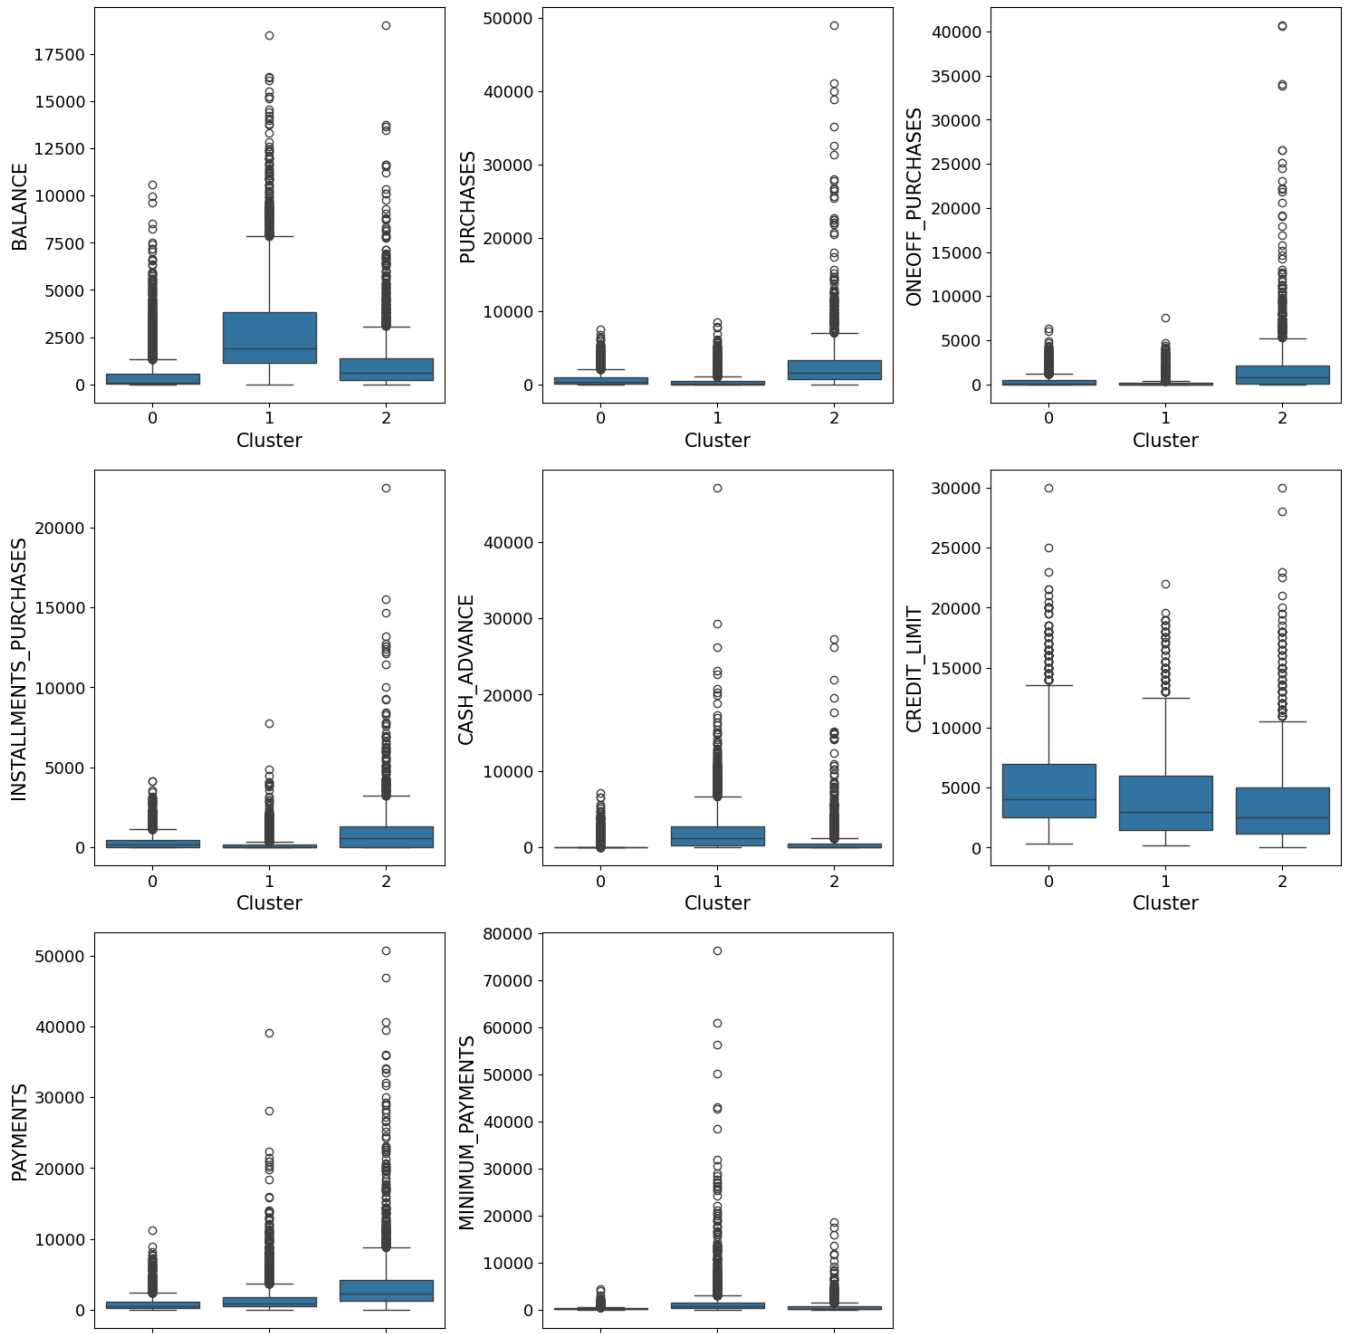 BALANCE
17500
15000
12500
10000
7500
5000
2500
0
0 1 2
Cluster
PURCHASES
50000
40000
30000
20000
10000
0
0 1 2
Cluster
ONEOFF_PURCHASES
40000
35000
30000
25000
20000
15000
10000
5000
0
0 1 2
Cluster
INSTALLMENTS_PURCHASES
20000
15000
10000
5000
0
0 1 2
Cluster
CASH_ADVANCE
40000
30000
20000
10000
0
0 1 2
Cluster
CREDIT_LIMIT
30000
25000
20000
15000
10000
5000
0
0 1 2
Cluster
PAYMENTS
50000
40000
30000
20000
10000
0
MINIMUM_PAYMENTS
80000
70000
60000
50000
40000
30000
20000
10000
0